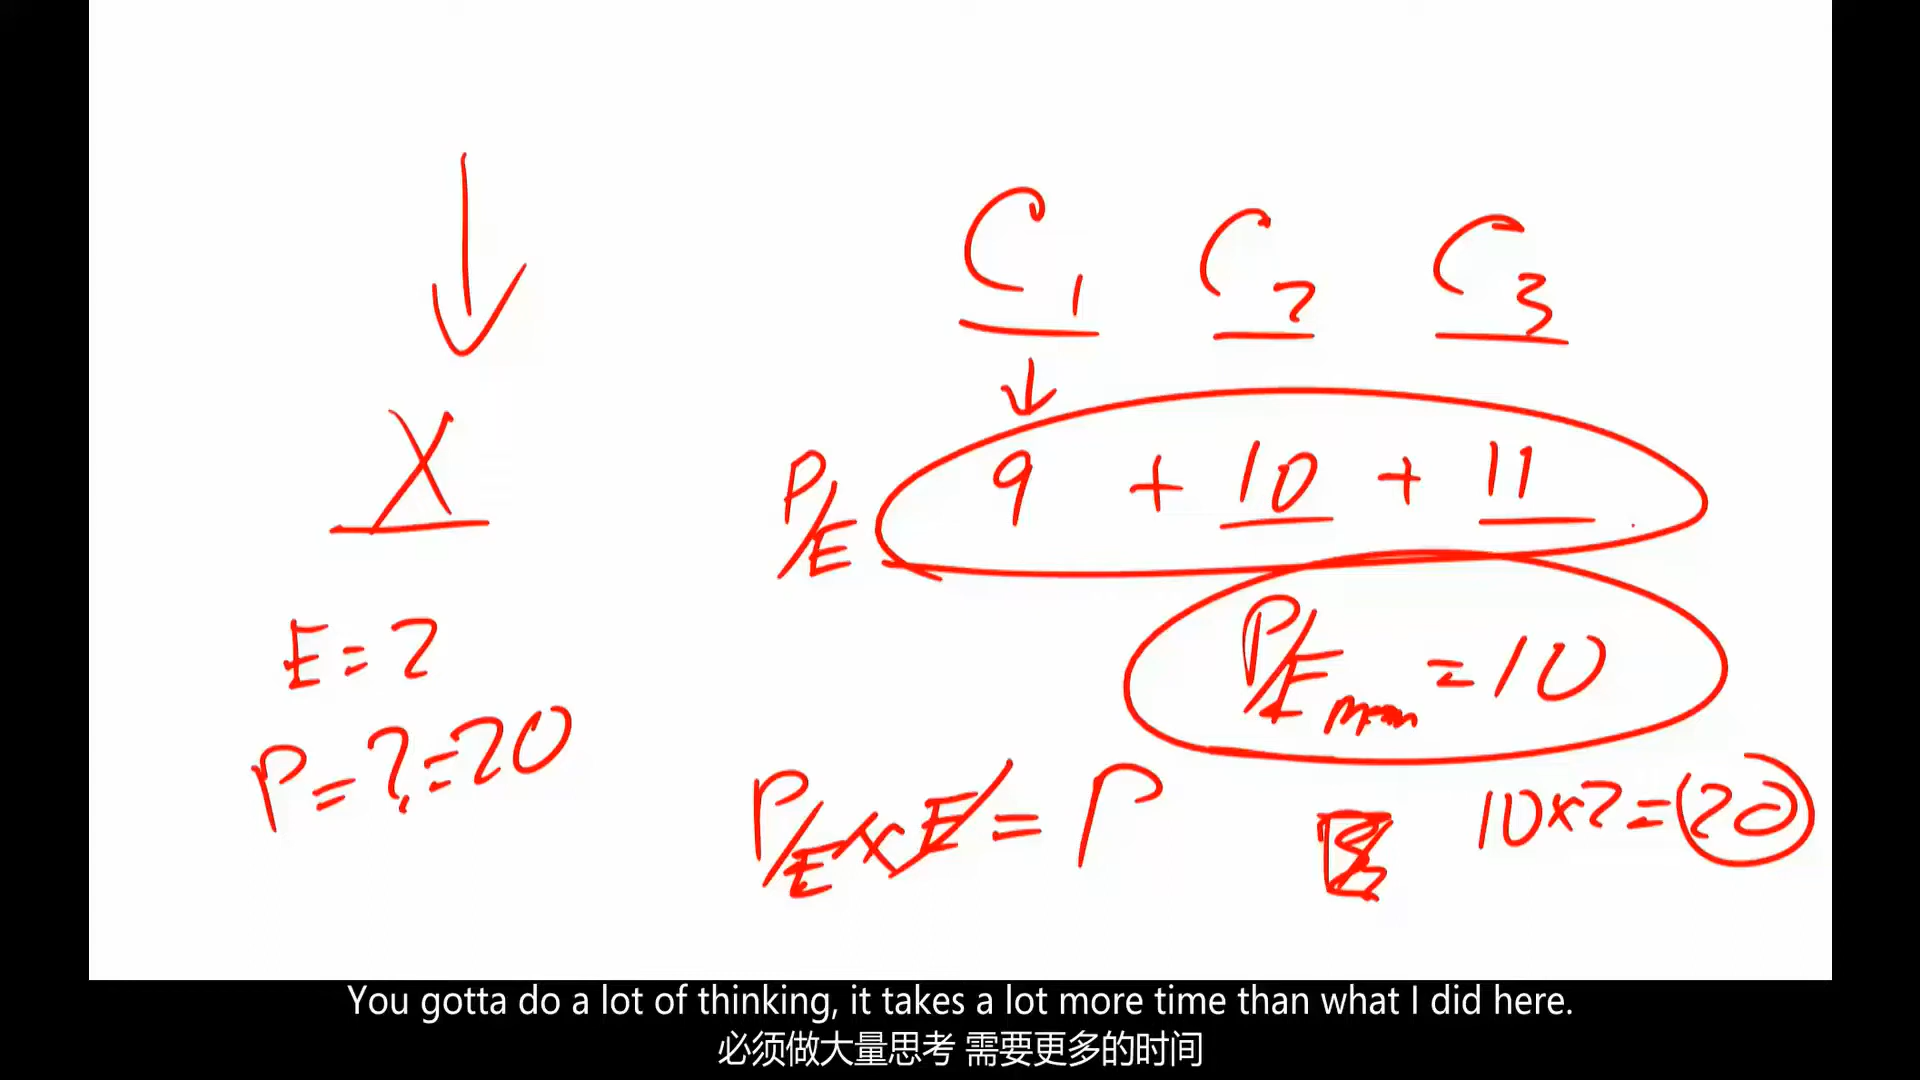 C1 C2 C3
X
P/E 9 + 10 + 11
E = 2
P/E = 10
P = ? = 20
P/E × E = P
10×2 = 20
You gotta do a lot of thinking, it takes a lot more time than what I did here.
必须做大量思考 需要更多的时间